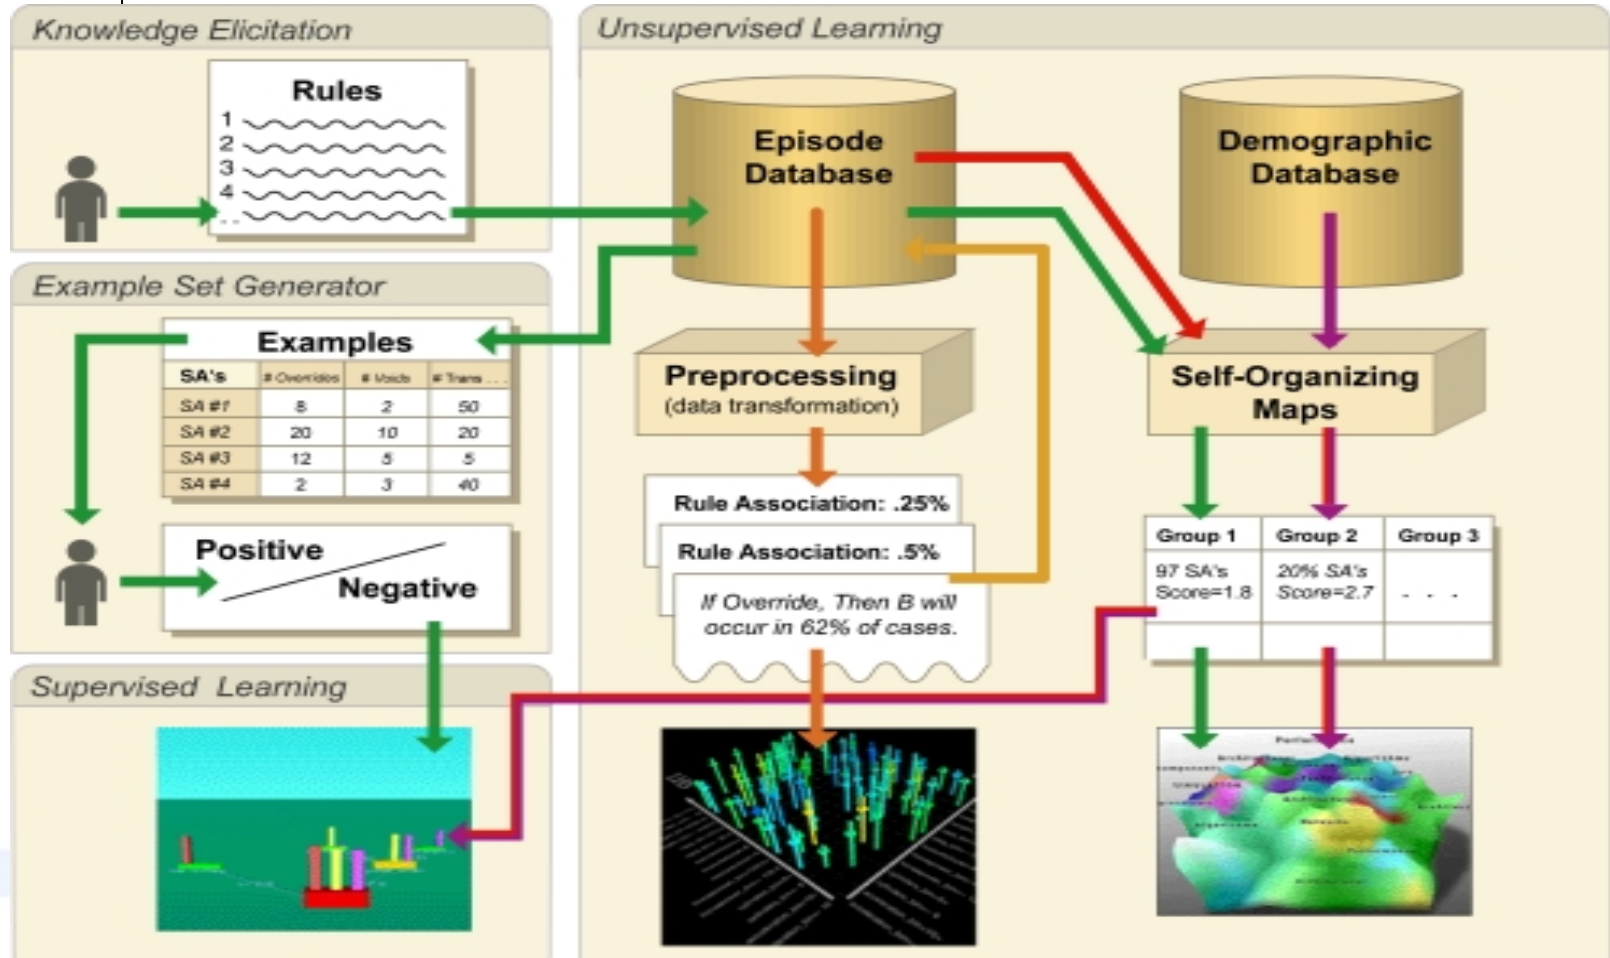 Knowledge Elicitation
Rules
1
2
3
4
. .
Example Set Generator
Examples
SA's # Overrides # Voids # Trans . . .
SA #1 8 2 50
SA #2 20 10 20
SA #3 12 5 5
SA #4 2 3 40
Positive
Negative
Supervised Learning
Unsupervised Learning
Episode
Database
Demographic
Database
Preprocessing
(data transformation)
Self-Organizing
Maps
Rule Association: .25%
Rule Association: .5%
If Override, Then B will
occur in 62% of cases.
Group 1 Group 2 Group 3
97 SA's 20% SA's
Score=1.8 Score=2.7 . . .